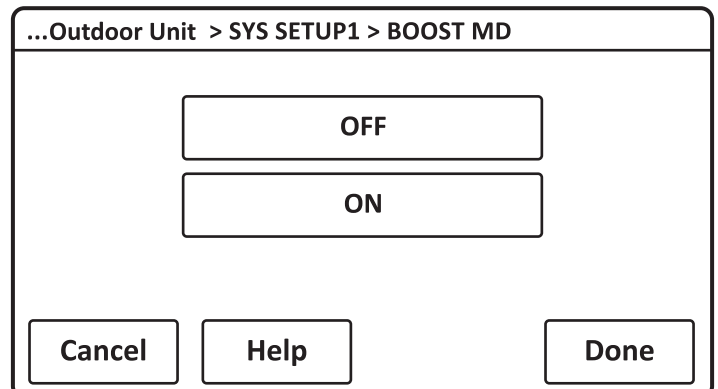 ...Outdoor Unit > SYS SETUP1 > BOOST MD
OFF
ON
Cancel Help Done